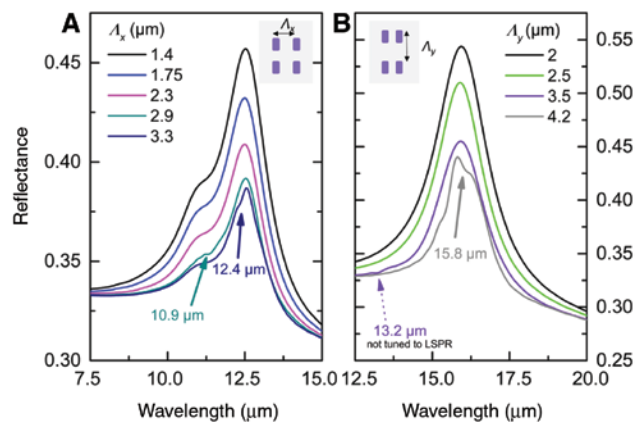 A
Λx (μm)
1.4
1.75
2.3
2.9
3.3
Λx
12.4 μm
10.9 μm
0.45
0.40
0.35
0.30
Reflectance
7.5 10.0 12.5 15.0
Wavelength (μm)
B
Λy (μm)
2
2.5
3.5
4.2
Λy
15.8 μm
13.2 μm
not tuned to LSPR
0.55
0.50
0.45
0.40
0.35
0.30
0.25
12.5 15.0 17.5 20.0
Wavelength (μm)